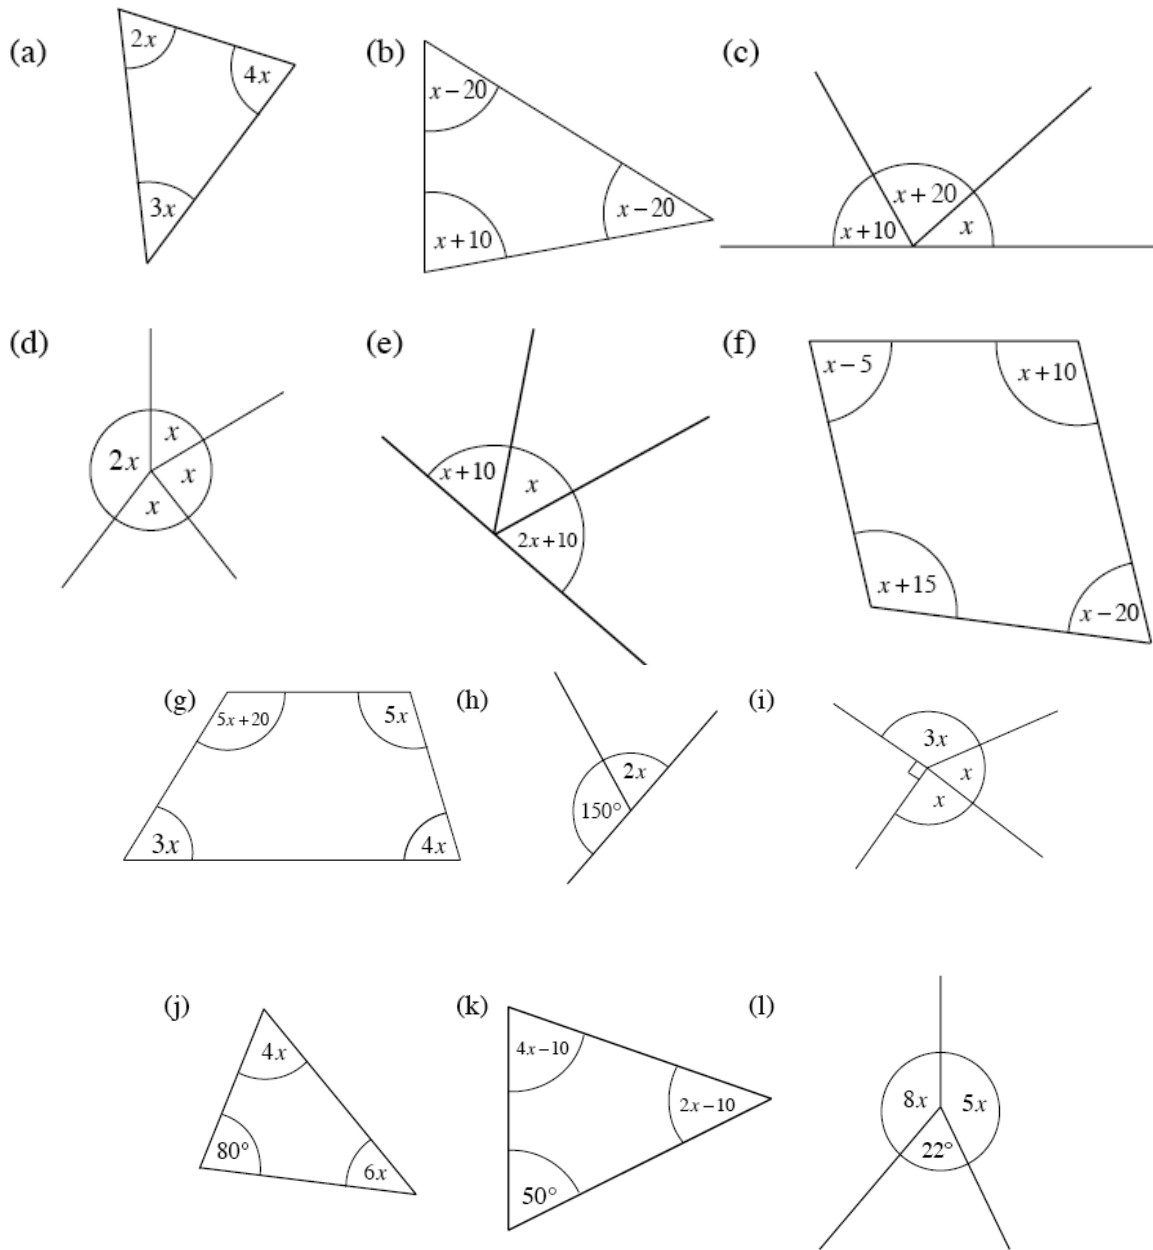 (a)
2x
4x
3x
(b)
x − 20
x − 20
x + 10
(c)
x + 20
x + 10
x
(d)
x
2x
x
x
(e)
x + 10
x
2x + 10
(f)
x − 5
x + 10
x + 15
x − 20
(g)
5x + 20
5x
3x
4x
(h)
2x
150°
(i)
3x
x
x
(j)
4x
80°
6x
(k)
4x − 10
2x − 10
50°
(l)
8x
5x
22°